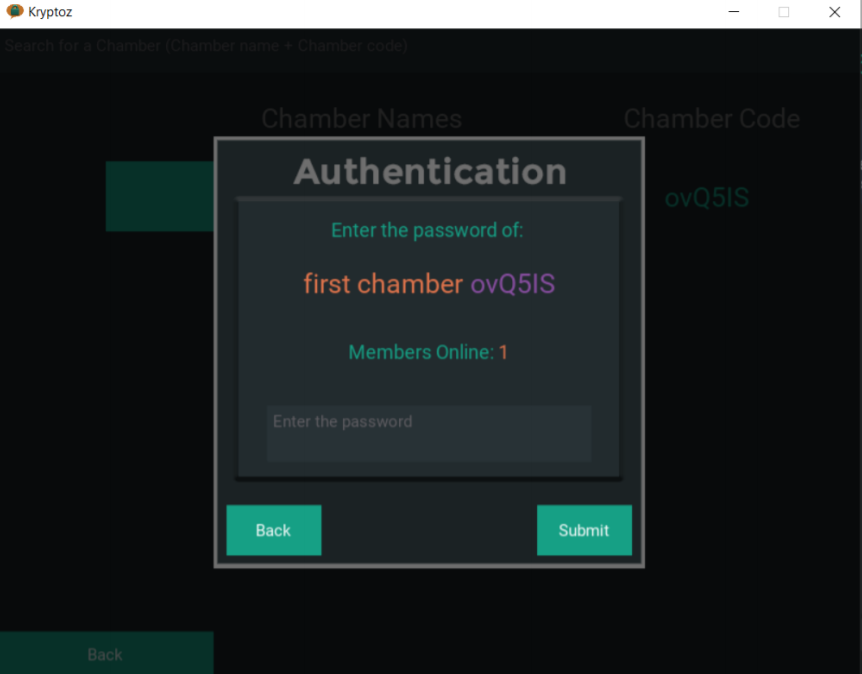 Kryptoz
Search for a Chamber (Chamber name + Chamber code)
Chamber Names
Chamber Code
ovQ5IS
Authentication
Enter the password of:
first chamber ovQ5IS
Members Online: 1
Enter the password
Back
Submit
Back